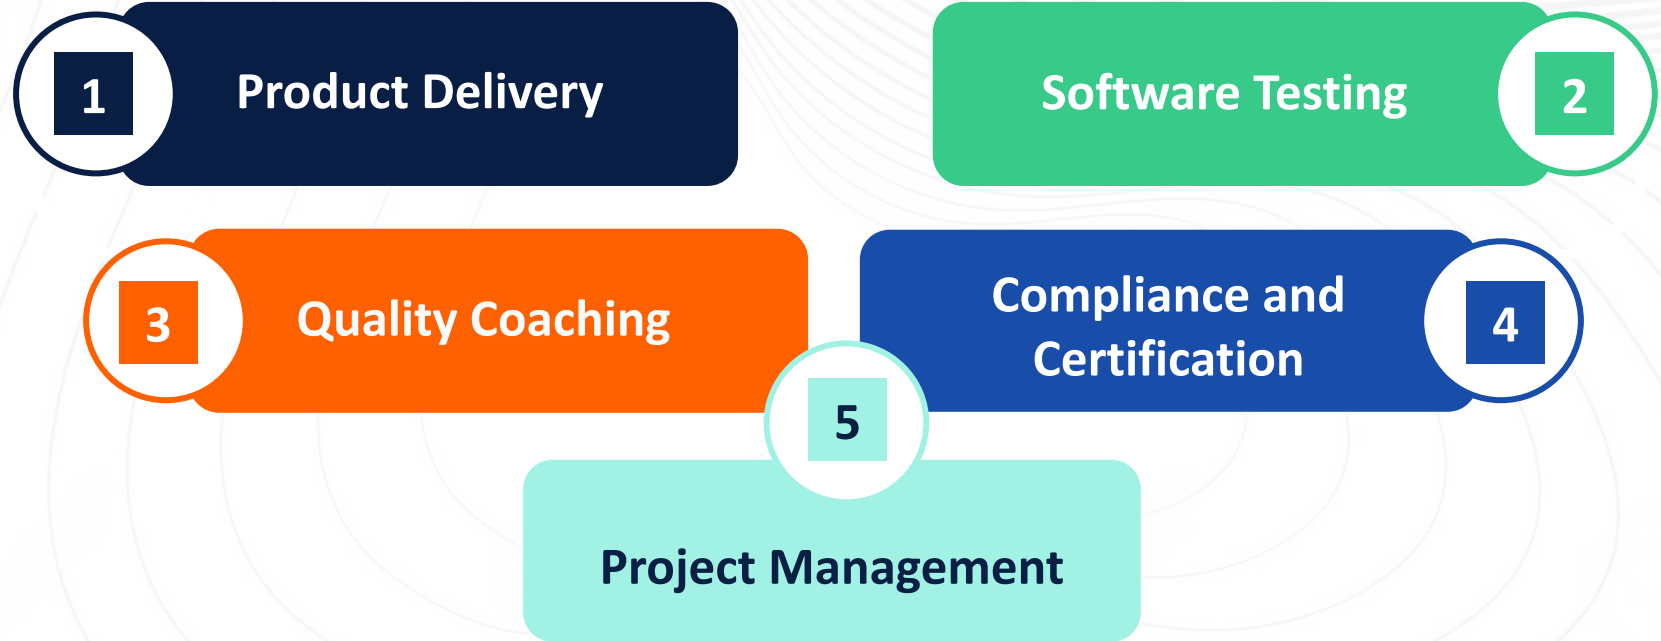 1
Product Delivery
Software Testing
2
3
Quality Coaching
Compliance and
Certification
4
5
Project Management